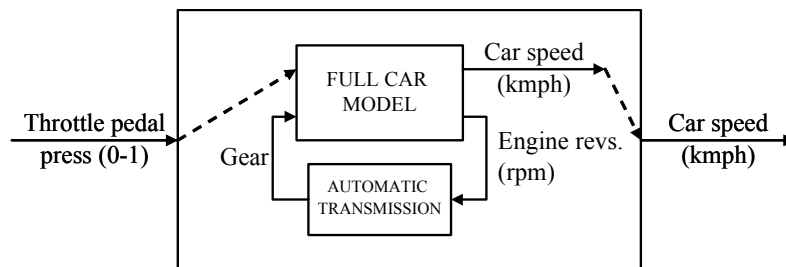 Throttle pedal
press (0-1)
FULL CAR
MODEL
Car speed
(kmph)
Gear
Engine revs.
(rpm)
AUTOMATIC
TRANSMISSION
Car speed
(kmph)